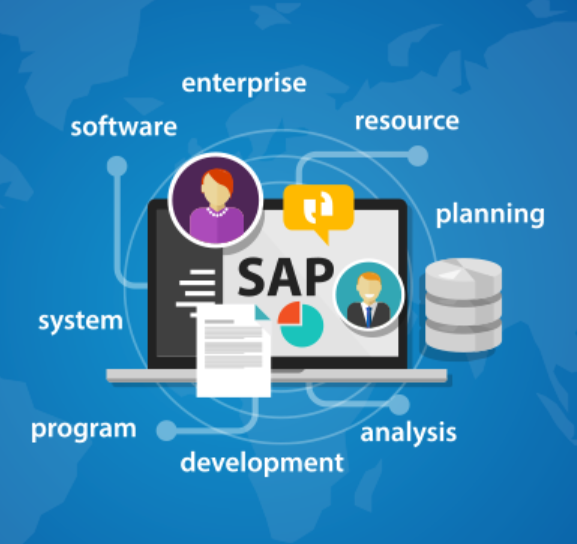 enterprise
software
resource
planning
SAP
system
program
analysis
development